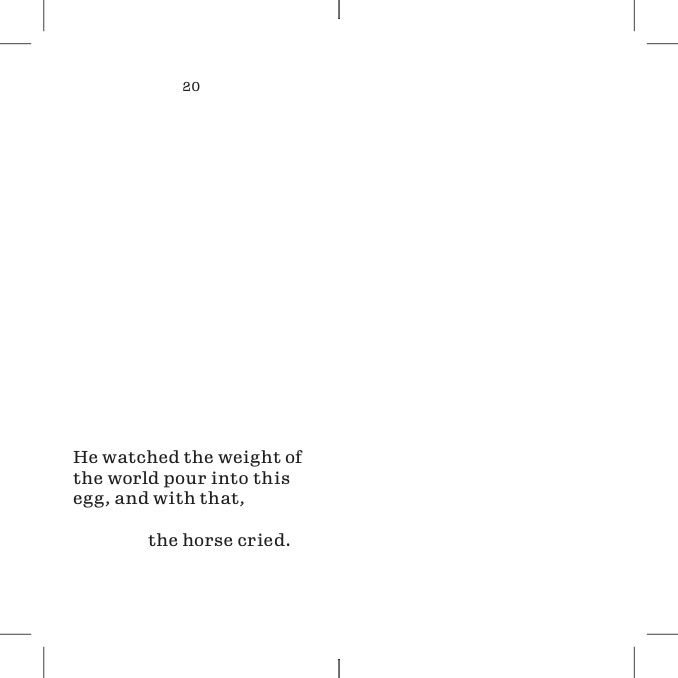 20
He watched the weight of
the world pour into this
egg, and with that,
the horse cried.